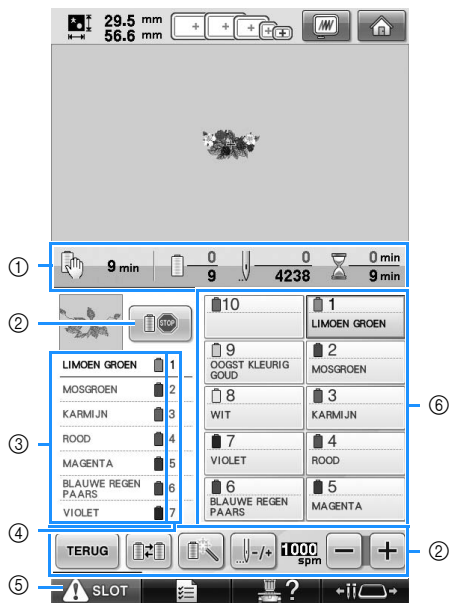 29.5 mm
56.6 mm
① 9 min 0 9 0 4238 0 min 9 min
② STOP
LIMOEN GROEN 1
MOSGROEN 2
③ KARMIJN 3
ROOD 4
MAGENTA 5
BLAUWE REGEN
PAARS 6
VIOLET 7
10
1
LIMOEN GROEN
9
OOGST KLEURIG
GOUD
2
MOSGROEN
8
WIT
3
KARMIJN
⑥
7
VIOLET
4
ROOD
6
BLAUWE REGEN
PAARS
5
MAGENTA
④
TERUG -/+ 1000 spm − + ②
⑤ SLOT ?